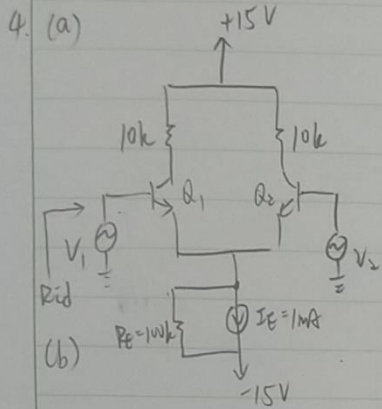 4. (a)
+15V
10k
10k
Q1
Q2
V1
V2
Rid
RE=100k
IE=1mA
(b)
-15V